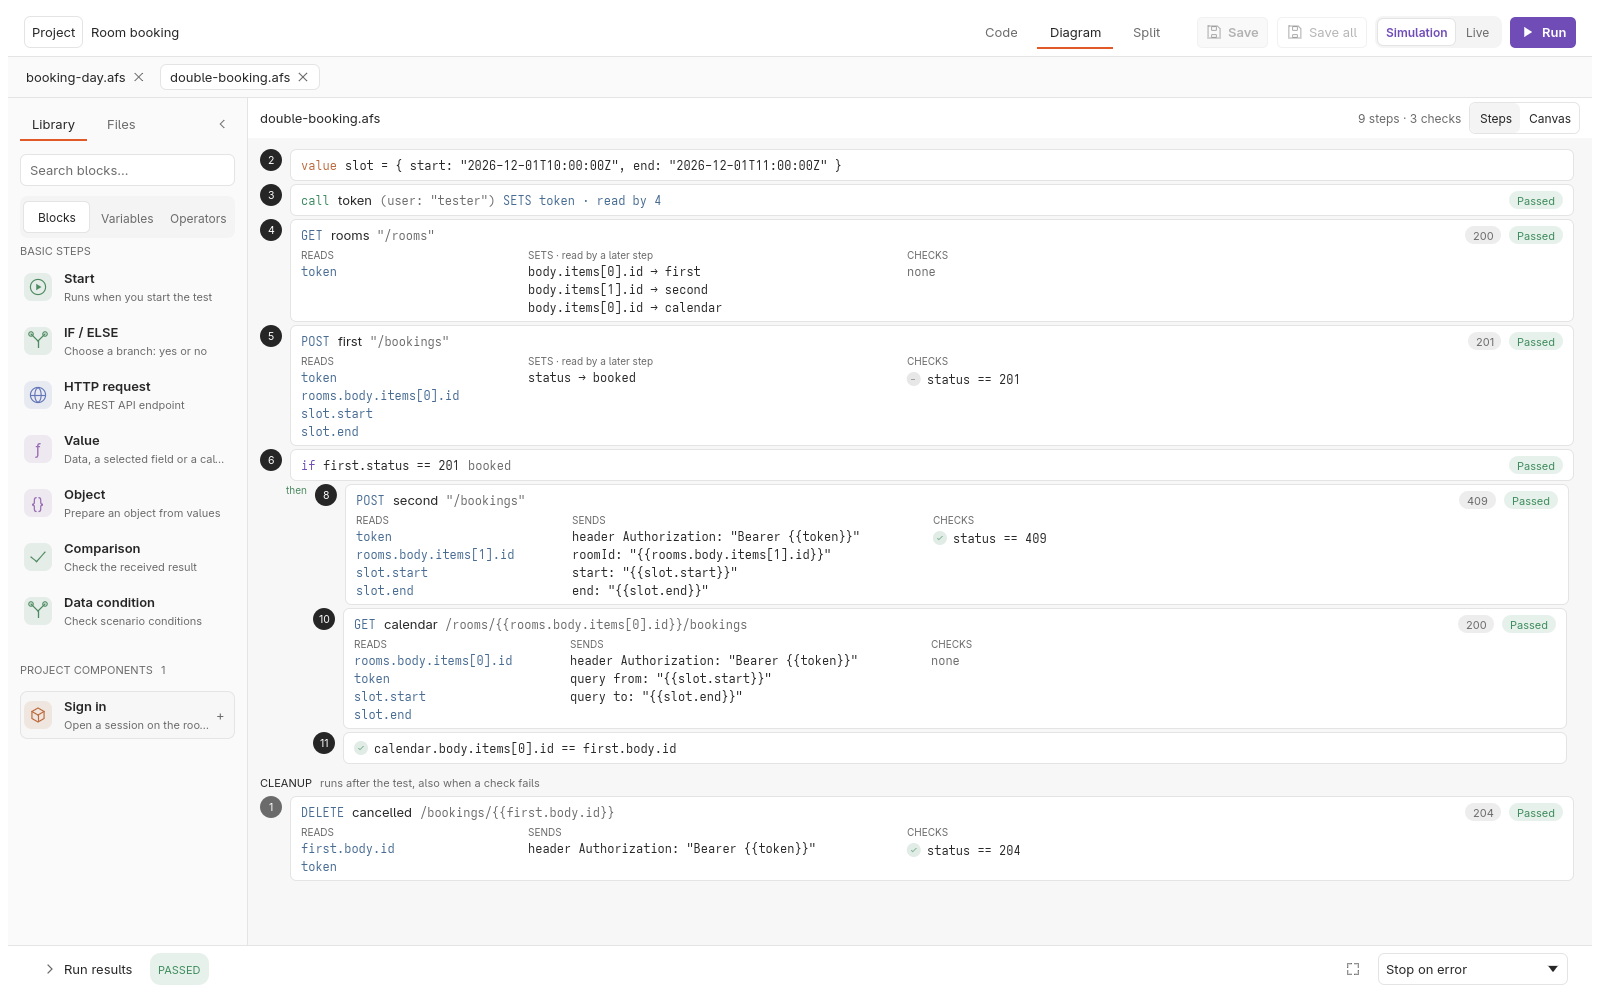 Project Room booking Code Diagram Split Save Save all Simulation Live Run
booking-day.afs double-booking.afs
Library Files
Search blocks...
Blocks Variables Operators
BASIC STEPS
Start
Runs when you start the test
IF / ELSE
Choose a branch: yes or no
HTTP request
Any REST API endpoint
Value
Data, a selected field or a cal...
Object
Prepare an object from values
Comparison
Check the received result
Data condition
Check scenario conditions
PROJECT COMPONENTS 1
Sign in
Open a session on the roo... +
double-booking.afs 9 steps · 3 checks Steps Canvas
2 value slot = { start: "2026-12-01T10:00:00Z", end: "2026-12-01T11:00:00Z" }
3 call token (user: "tester") SETS token · read by 4 Passed
4 GET rooms "/rooms" 200 Passed
READS SETS · read by a later step CHECKS
token body.items[0].id → first none
body.items[1].id → second
body.items[0].id → calendar
5 POST first "/bookings" 201 Passed
READS SETS · read by a later step CHECKS
token status → booked status == 201
rooms.body.items[0].id
slot.start
slot.end
6 if first.status == 201 booked Passed
then 8 POST second "/bookings" 409 Passed
READS SENDS CHECKS
token header Authorization: "Bearer {{token}}" status == 409
rooms.body.items[1].id roomId: "{{rooms.body.items[1].id}}"
slot.start start: "{{slot.start}}"
slot.end end: "{{slot.end}}"
10 GET calendar /rooms/{{rooms.body.items[0].id}}/bookings 200 Passed
READS SENDS CHECKS
rooms.body.items[0].id header Authorization: "Bearer {{token}}" none
token query from: "{{slot.start}}"
slot.start query to: "{{slot.end}}"
slot.end
11 calendar.body.items[0].id == first.body.id
CLEANUP runs after the test, also when a check fails
1 DELETE cancelled /bookings/{{first.body.id}} 204 Passed
READS SENDS CHECKS
first.body.id header Authorization: "Bearer {{token}}" status == 204
token
Run results PASSED Stop on error